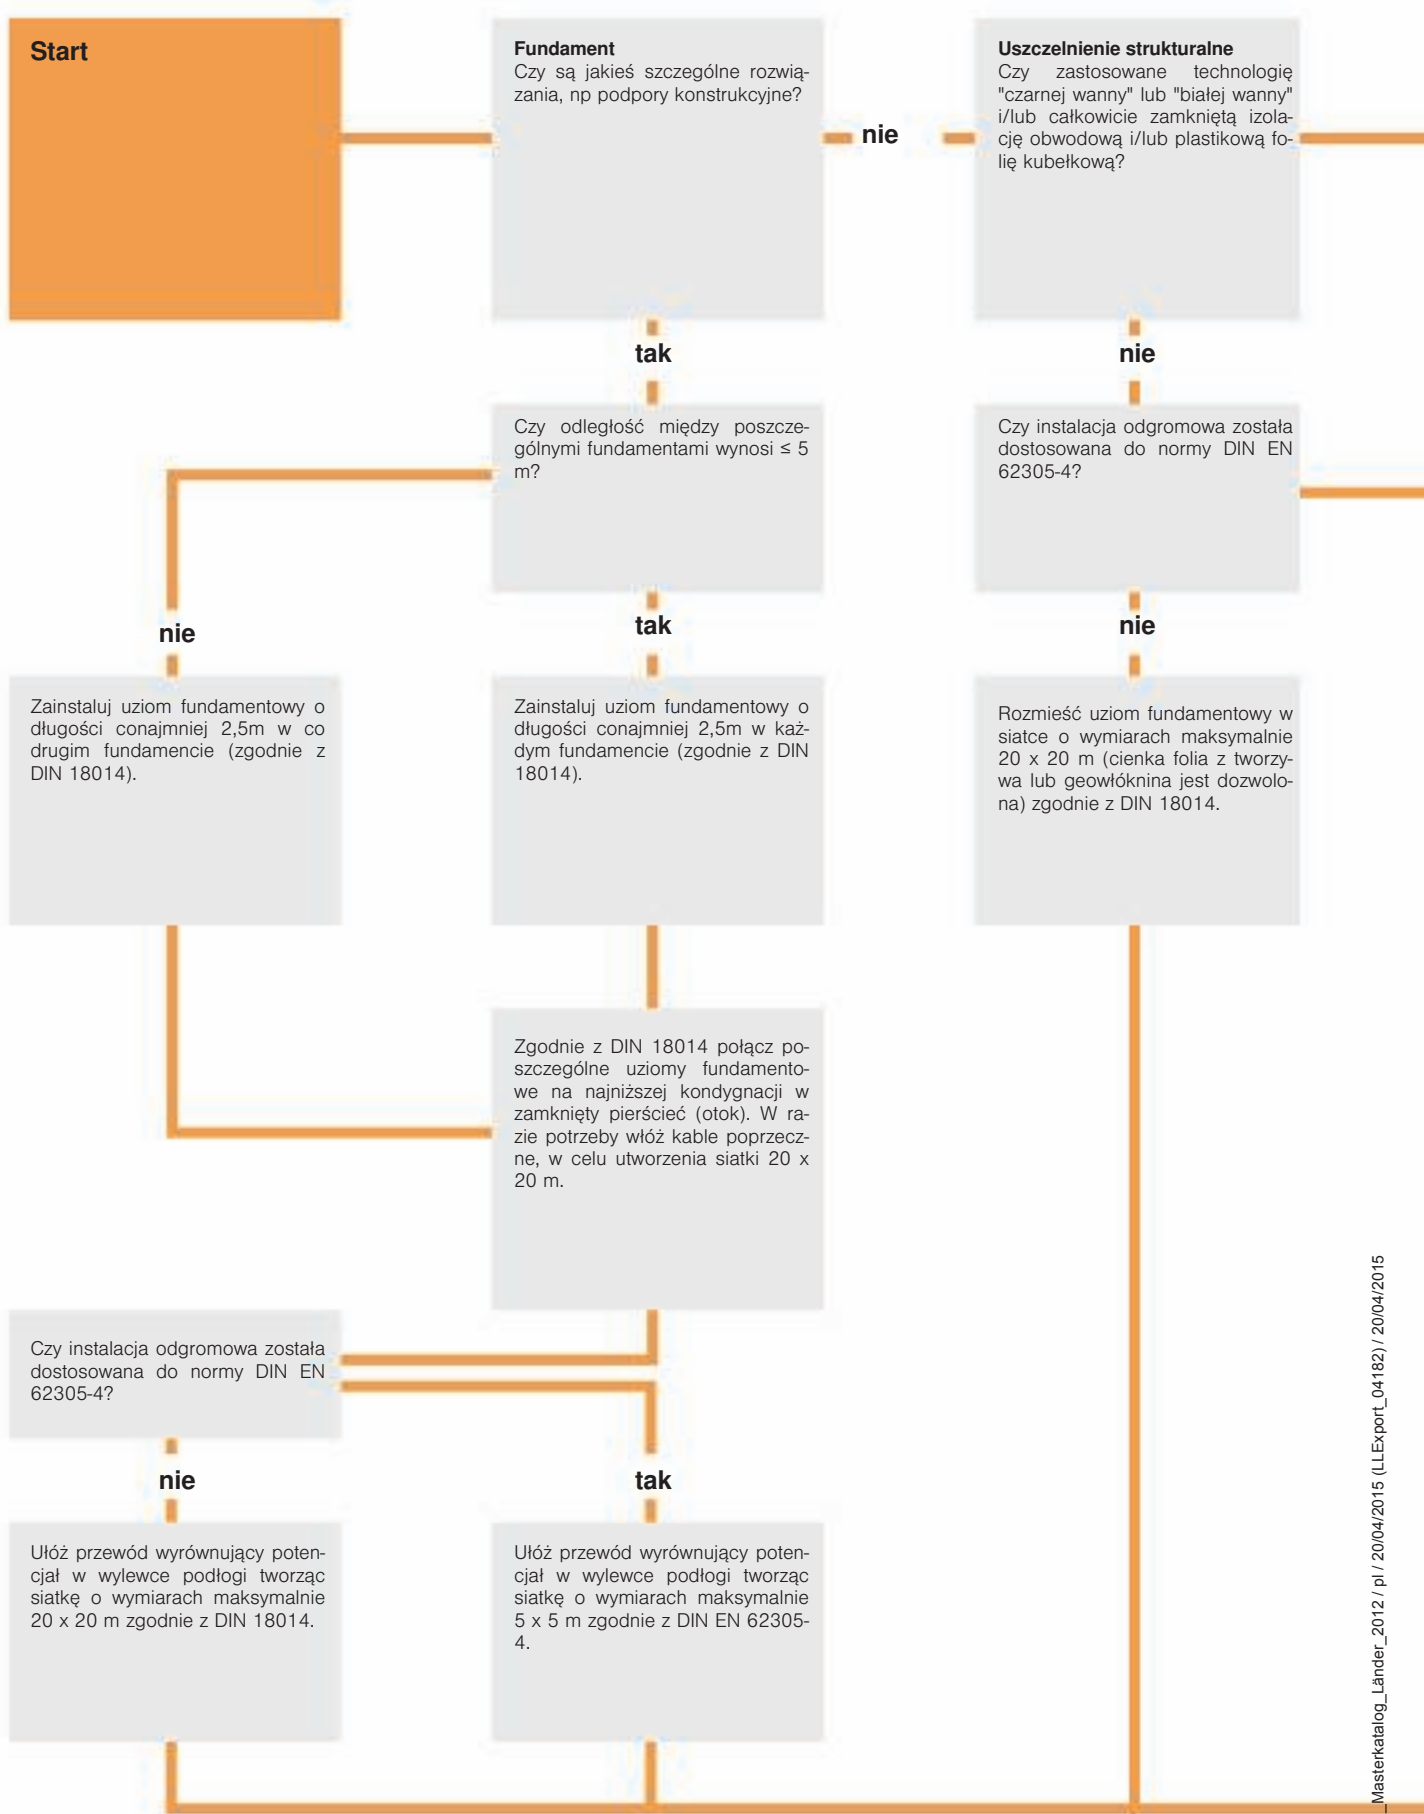 Start
Fundament
Czy są jakieś szczególne rozwią-
zania, np podpory konstrukcyjne?
nie
Uszczelnienie strukturalne
Czy zastosowane technologię
"czarnej wanny" lub "białej wanny"
i/lub całkowicie zamkniętą izola-
cję obwodową i/lub plastikową fo-
lię kubełkową?
tak
nie
Czy odległość między poszcze-
gólnymi fundamentami wynosi ≤ 5
m?
Czy instalacja odgromowa została
dostosowana do normy DIN EN
62305-4?
nie
tak
nie
Zainstaluj uziom fundamentowy o
długości conajmniej 2,5m w co
drugim fundamencie (zgodnie z
DIN 18014).
Zainstaluj uziom fundamentowy o
długości conajmniej 2,5m w każ-
dym fundamencie (zgodnie z DIN
18014).
Rozmieść uziom fundamentowy w
siatce o wymiarach maksymalnie
20 x 20 m (cienka folia z tworzy-
wa lub geowłóknina jest dozwolo-
na) zgodnie z DIN 18014.
Zgodnie z DIN 18014 połącz po-
szczególne uziomy fundamento-
we na najniższej kondygnacji w
zamknięty pierścieć (otok). W ra-
zie potrzeby włóż kable poprzecz-
ne, w celu utworzenia siatki 20 x
20 m.
Czy instalacja odgromowa została
dostosowana do normy DIN EN
62305-4?
nie
tak
Ułóż przewód wyrównujący poten-
cjał w wylewce podłogi tworząc
siatkę o wymiarach maksymalnie
20 x 20 m zgodnie z DIN 18014.
Ułóż przewód wyrównujący poten-
cjał w wylewce podłogi tworząc
siatkę o wymiarach maksymalnie
5 x 5 m zgodnie z DIN EN 62305-
4.
_Masterkatalog_Länder_2012 / pl / 20/04/2015 (LLExport_04182) / 20/04/2015